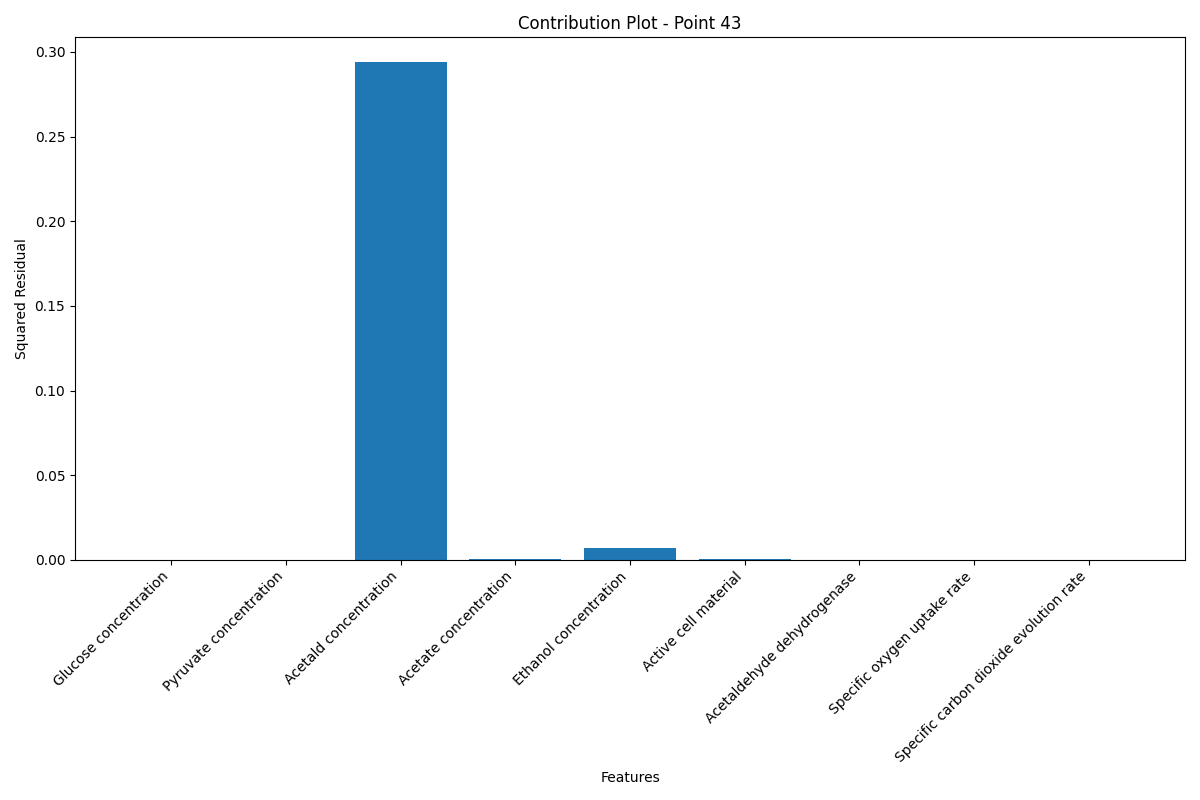 Contribution Plot - Point 43
Squared Residual
0.30
0.25
0.20
0.15
0.10
0.05
0.00
Glucose concentration
Pyruvate concentration
Acetald concentration
Acetate concentration
Ethanol concentration
Active cell material
Acetaldehyde dehydrogenase
Specific oxygen uptake rate
Specific carbon dioxide evolution rate
Features